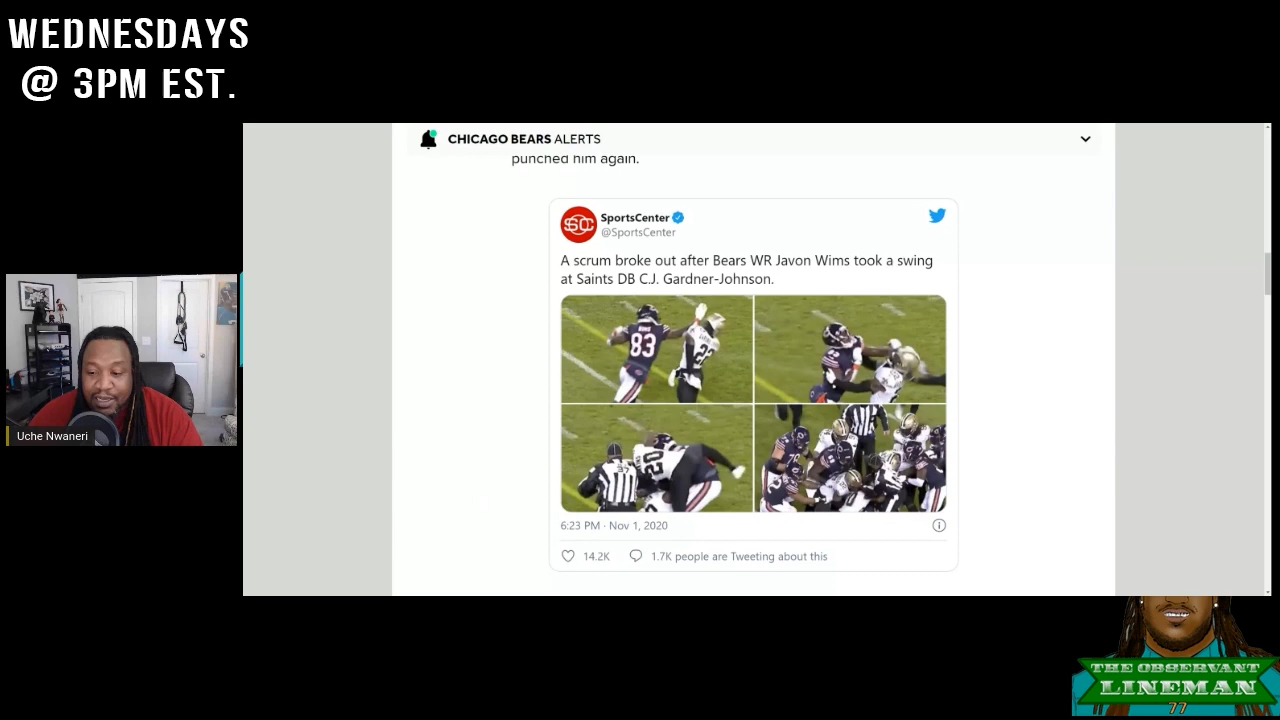 WEDNESDAYS
@ 3PM EST.
CHICAGO BEARS ALERTS
punched him again.
SportsCenter
@SportsCenter
A scrum broke out after Bears WR Javon Wims took a swing
at Saints DB C.J. Gardner-Johnson.
83
20
6:23 PM · Nov 1, 2020
14.2K
1.7K people are Tweeting about this
Uche Nwaneri
THE OBSERVANT
LINEMAN
77